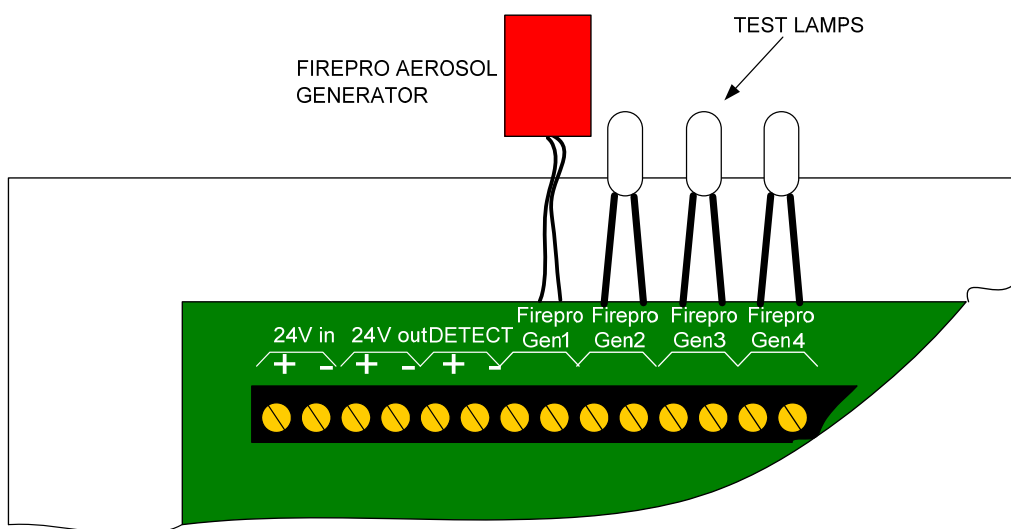 TEST LAMPS
FIREPRO AEROSOL
GENERATOR
24V in
24V out
DETECT
Firepro
Gen1
Firepro
Gen2
Firepro
Gen3
Firepro
Gen4
+ - + - + -